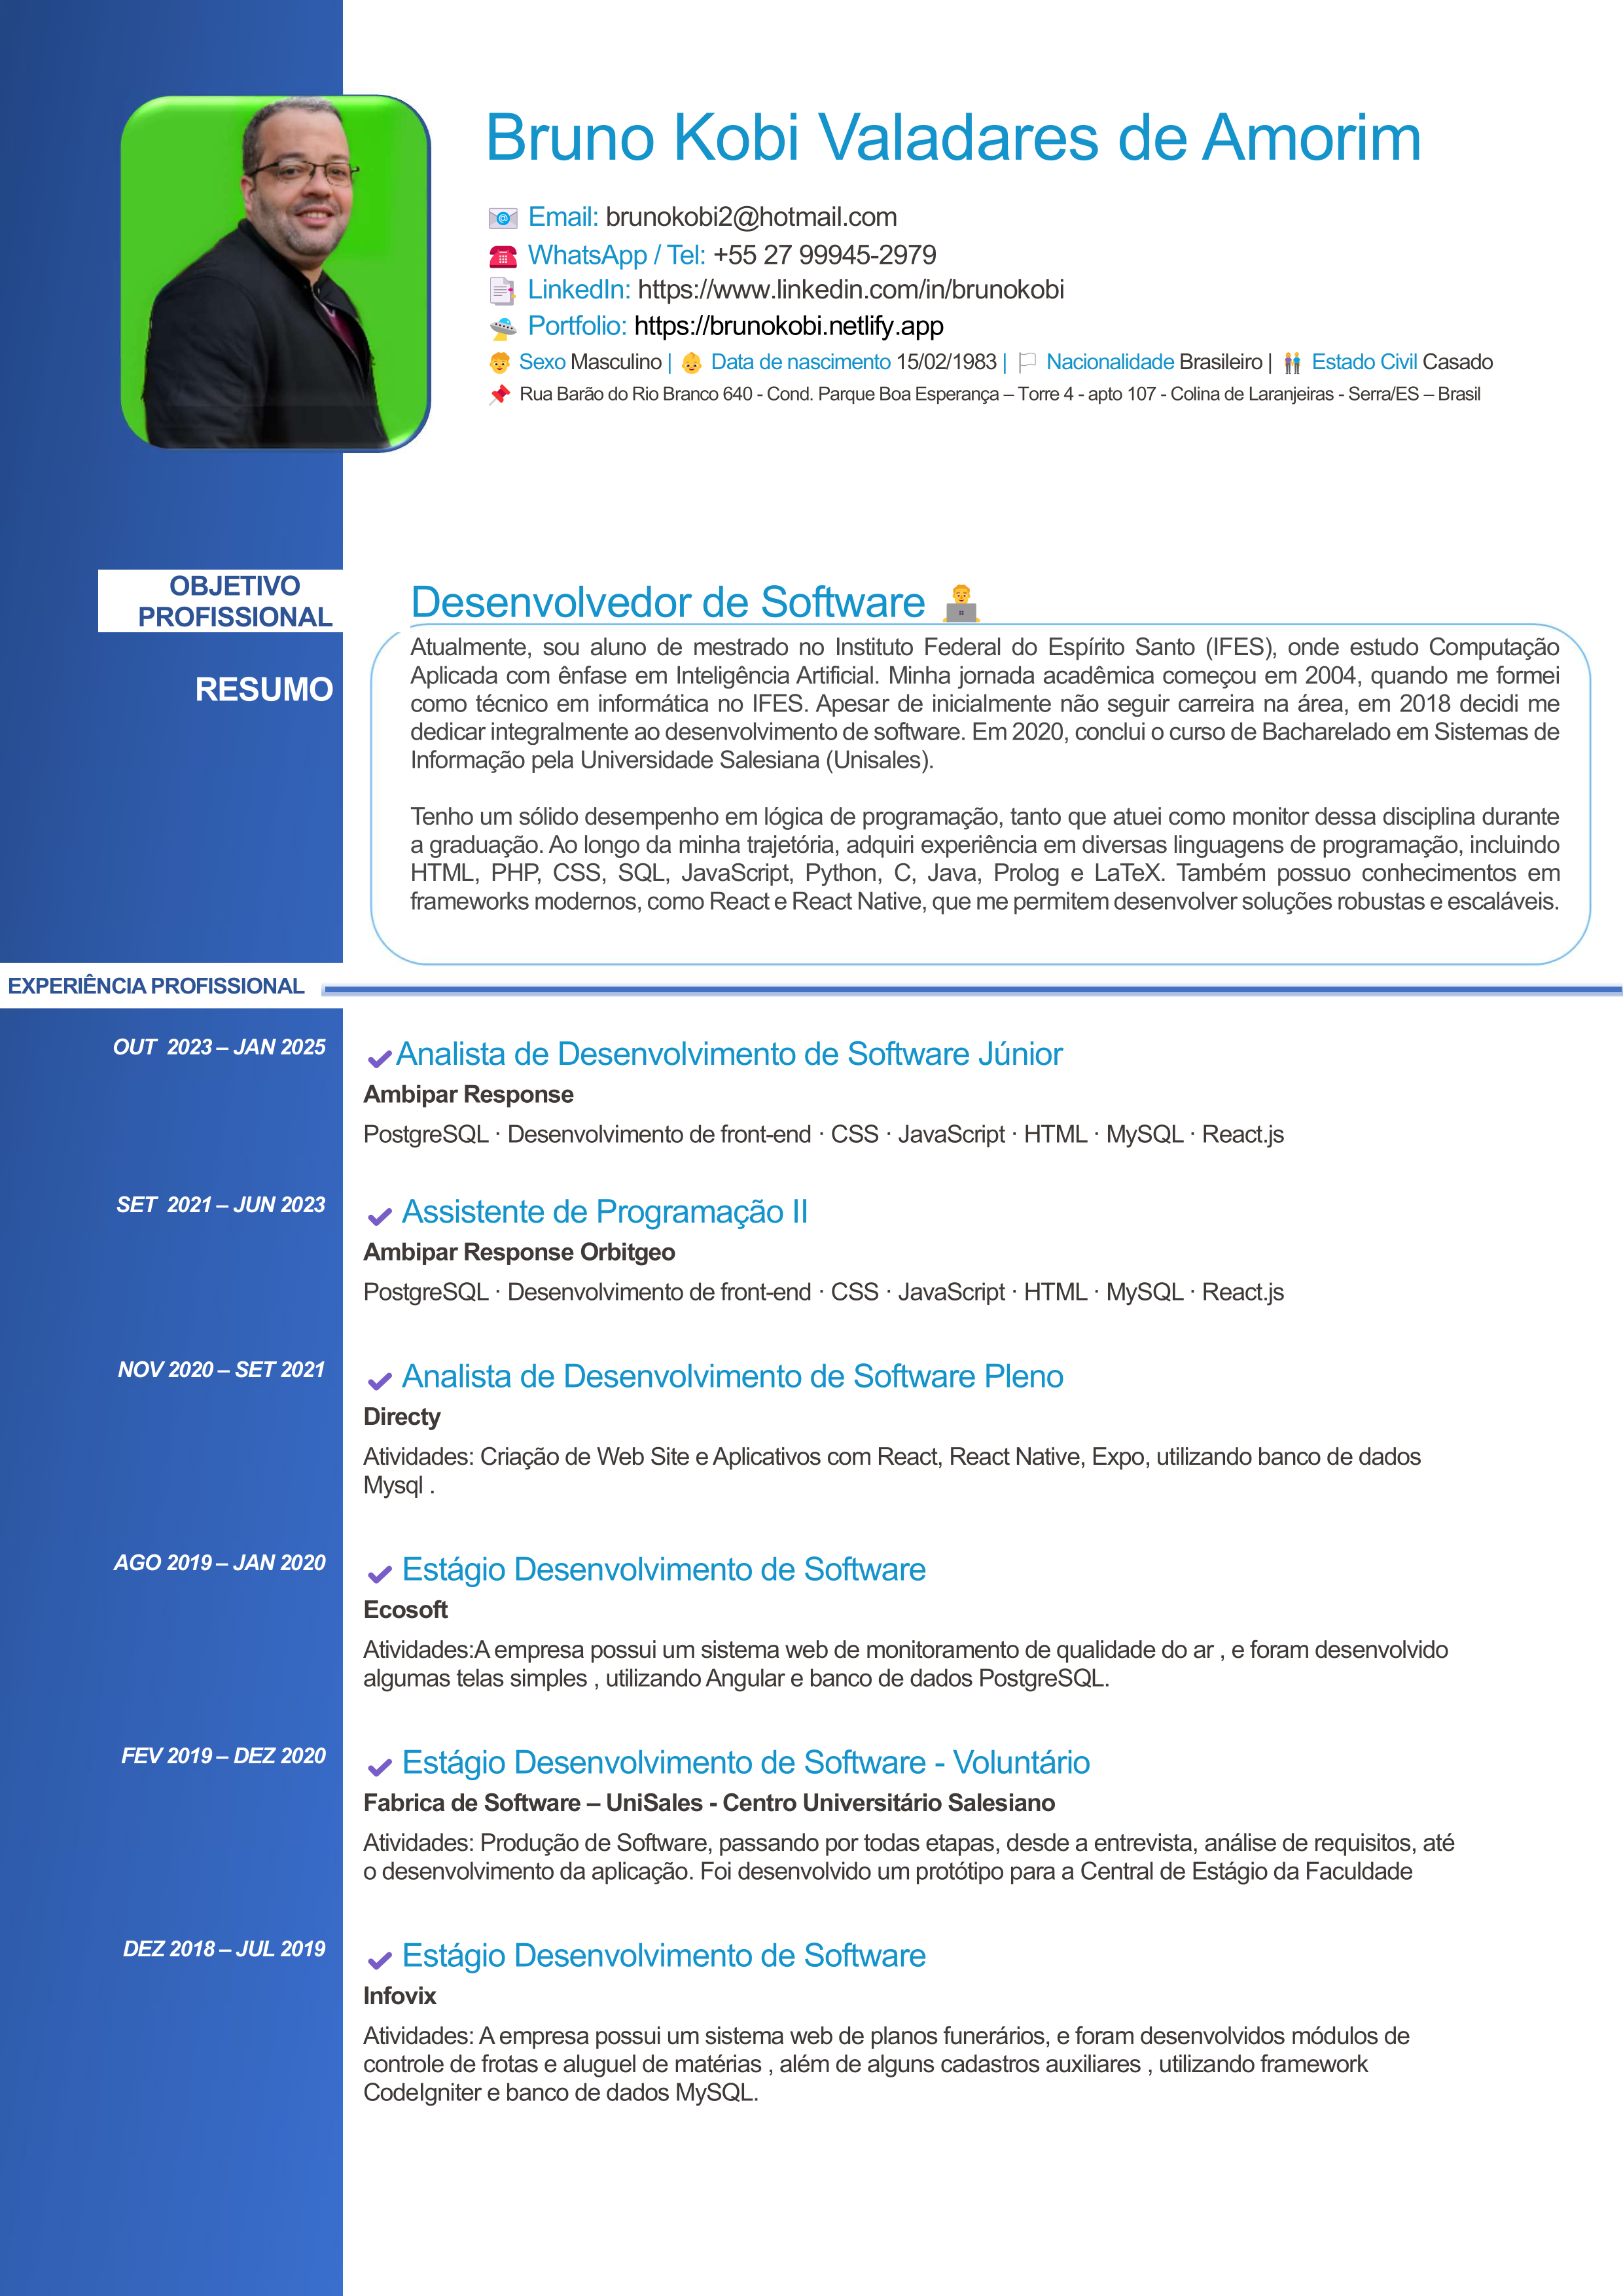 Bruno Kobi Valadares de Amorim
Email: brunokobi2@hotmail.com
WhatsApp / Tel: +55 27 99945-2979
LinkedIn: https://www.linkedin.com/in/brunokobi
Portfolio: https://brunokobi.netlify.app
Sexo Masculino | Data de nascimento 15/02/1983 | Nacionalidade Brasileiro | Estado Civil Casado
Rua Barão do Rio Branco 640 - Cond. Parque Boa Esperança – Torre 4 - apto 107 - Colina de Laranjeiras - Serra/ES – Brasil
OBJETIVO
PROFISSIONAL
Desenvolvedor de Software
RESUMO
Atualmente, sou aluno de mestrado no Instituto Federal do Espírito Santo (IFES), onde estudo Computação
Aplicada com ênfase em Inteligência Artificial. Minha jornada acadêmica começou em 2004, quando me formei
como técnico em informática no IFES. Apesar de inicialmente não seguir carreira na área, em 2018 decidi me
dedicar integralmente ao desenvolvimento de software. Em 2020, conclui o curso de Bacharelado em Sistemas de
Informação pela Universidade Salesiana (Unisales).
Tenho um sólido desempenho em lógica de programação, tanto que atuei como monitor dessa disciplina durante
a graduação. Ao longo da minha trajetória, adquiri experiência em diversas linguagens de programação, incluindo
HTML, PHP, CSS, SQL, JavaScript, Python, C, Java, Prolog e LaTeX. Também possuo conhecimentos em
frameworks modernos, como React e React Native, que me permitem desenvolver soluções robustas e escaláveis.
EXPERIÊNCIA PROFISSIONAL
OUT 2023 – JAN 2025
Analista de Desenvolvimento de Software Júnior
Ambipar Response
PostgreSQL · Desenvolvimento de front-end · CSS · JavaScript · HTML · MySQL · React.js
SET 2021 – JUN 2023
Assistente de Programação II
Ambipar Response Orbitgeo
PostgreSQL · Desenvolvimento de front-end · CSS · JavaScript · HTML · MySQL · React.js
NOV 2020 – SET 2021
Analista de Desenvolvimento de Software Pleno
Directy
Atividades: Criação de Web Site e Aplicativos com React, React Native, Expo, utilizando banco de dados
Mysql .
AGO 2019 – JAN 2020
Estágio Desenvolvimento de Software
Ecosoft
Atividades:A empresa possui um sistema web de monitoramento de qualidade do ar , e foram desenvolvido
algumas telas simples , utilizando Angular e banco de dados PostgreSQL.
FEV 2019 – DEZ 2020
Estágio Desenvolvimento de Software - Voluntário
Fabrica de Software – UniSales - Centro Universitário Salesiano
Atividades: Produção de Software, passando por todas etapas, desde a entrevista, análise de requisitos, até
o desenvolvimento da aplicação. Foi desenvolvido um protótipo para a Central de Estágio da Faculdade
DEZ 2018 – JUL 2019
Estágio Desenvolvimento de Software
Infovix
Atividades: A empresa possui um sistema web de planos funerários, e foram desenvolvidos módulos de
controle de frotas e aluguel de matérias , além de alguns cadastros auxiliares , utilizando framework
CodeIgniter e banco de dados MySQL.